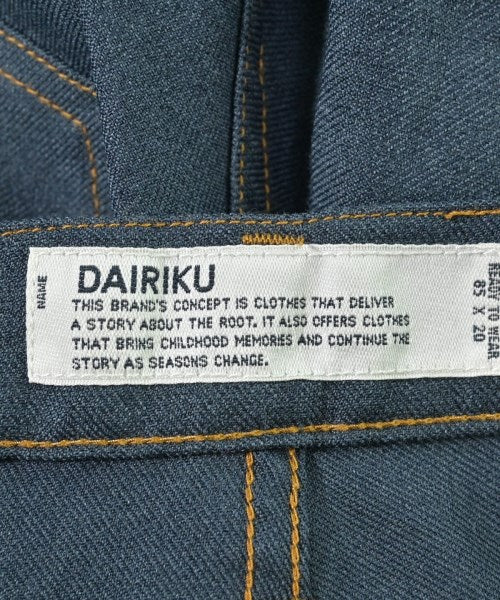 NAME
DAIRIKU
THIS BRAND'S CONCEPT IS CLOTHES THAT DELIVER
A STORY ABOUT THE ROOT. IT ALSO OFFERS CLOTHES
THAT BRING CHILDHOOD MEMORIES AND CONTINUE THE
STORY AS SEASONS CHANGE.
READY TO WEAR
85 X 20